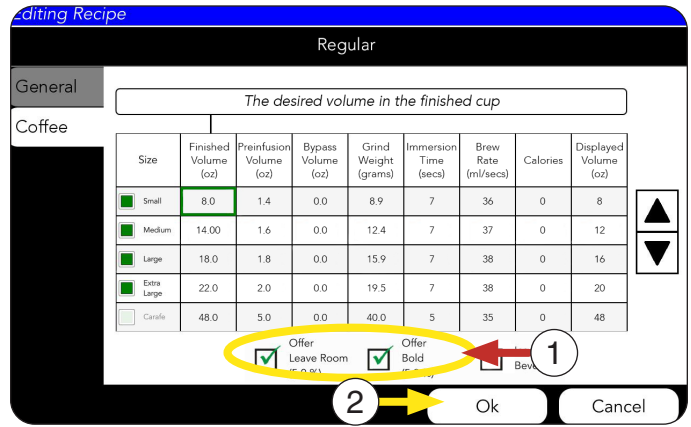 Editing Recipe
Regular
General
Coffee
The desired volume in the finished cup
Size
Finished Volume (oz)
Preinfusion Volume (oz)
Bypass Volume (oz)
Grind Weight (grams)
Immersion Time (secs)
Brew Rate (ml/secs)
Calories
Displayed Volume (oz)
Small 8.0 1.4 0.0 8.9 7 36 0 8
Medium 14.00 1.6 0.0 12.4 7 37 0 12
Large 18.0 1.8 0.0 15.9 7 38 0 16
Extra Large 22.0 2.0 0.0 19.5 7 38 0 20
Carafe 48.0 5.0 0.0 40.0 5 35 0 48
Offer
Leave Room
Offer
Bold
1
2
Ok
Cancel